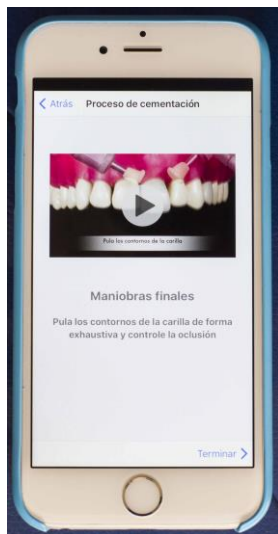 Atrás Proceso de cementación
Pula los contornos de la carilla
Maniobras finales
Pula los contornos de la carilla de forma
exhaustiva y controle la oclusión
Terminar